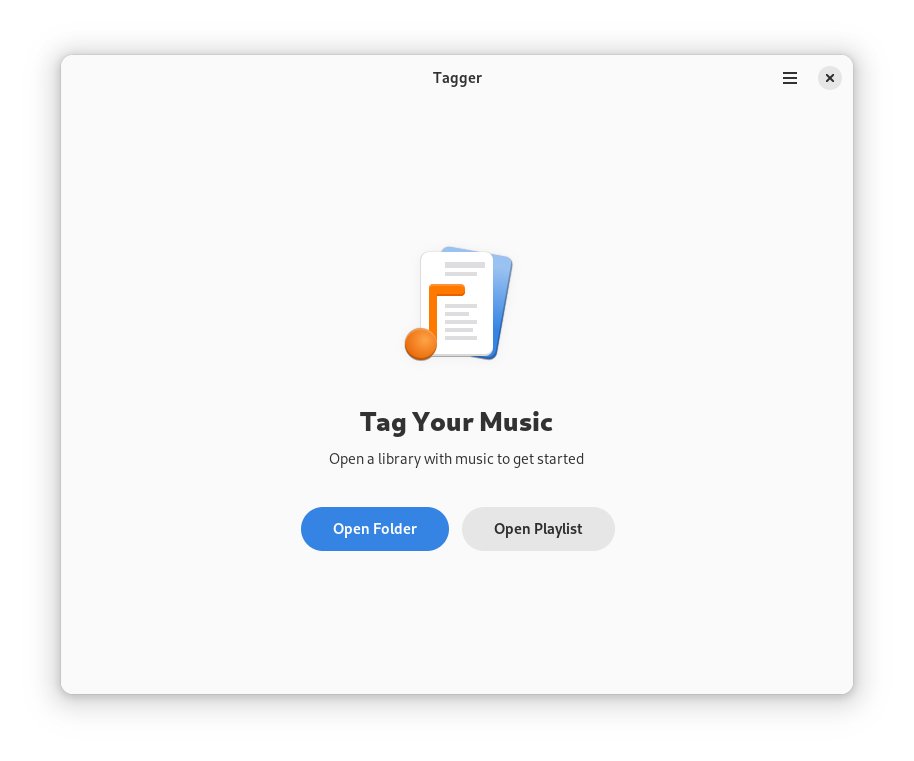 Tagger
Tag Your Music
Open a library with music to get started
Open Folder
Open Playlist